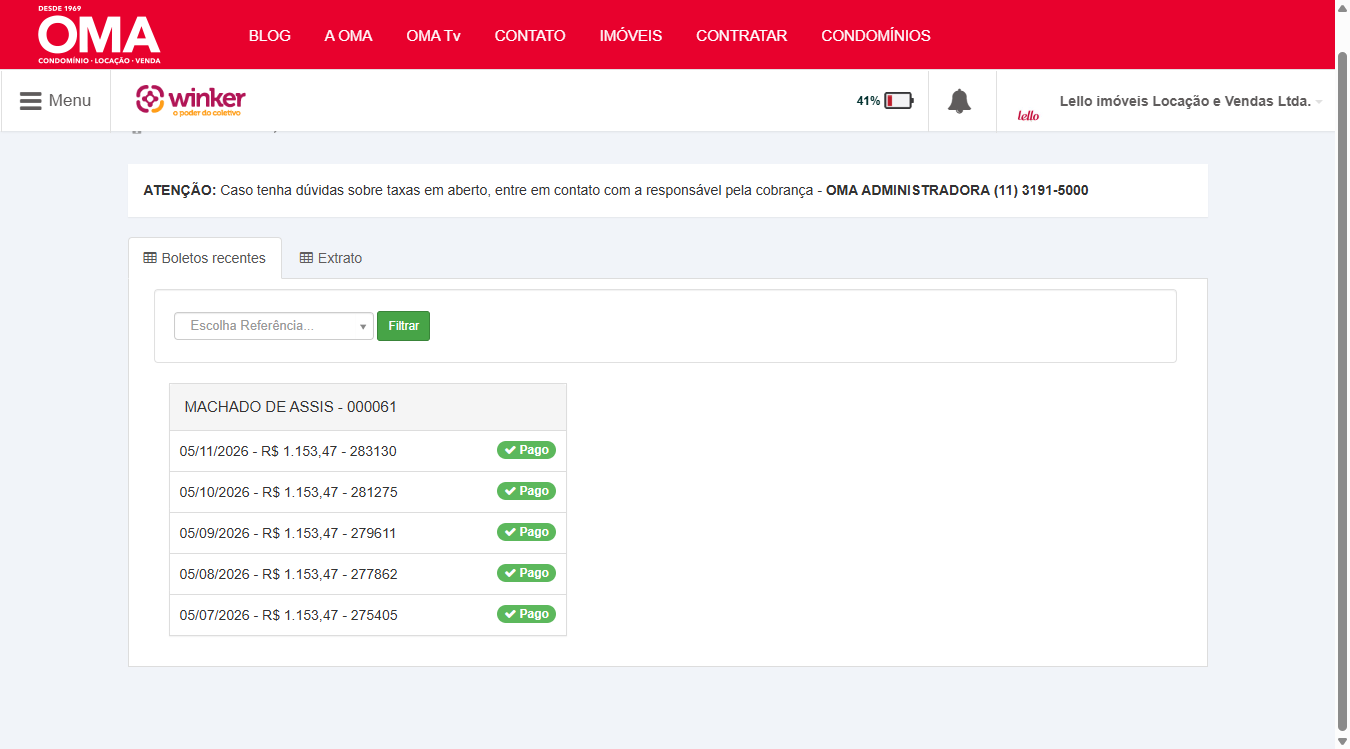 DESDE 1969
OMA
CONDOMÍNIO · LOCAÇÃO · VENDA
BLOG A OMA OMA Tv CONTATO IMÓVEIS CONTRATAR CONDOMÍNIOS
Menu
winker
o poder do coletivo
41%
lello
Lello imóveis Locação e Vendas Ltda.
ATENÇÃO: Caso tenha dúvidas sobre taxas em aberto, entre em contato com a responsável pela cobrança - OMA ADMINISTRADORA (11) 3191-5000
Boletos recentes Extrato
Escolha Referência... Filtrar
MACHADO DE ASSIS - 000061
05/11/2026 - R$ 1.153,47 - 283130 Pago
05/10/2026 - R$ 1.153,47 - 281275 Pago
05/09/2026 - R$ 1.153,47 - 279611 Pago
05/08/2026 - R$ 1.153,47 - 277862 Pago
05/07/2026 - R$ 1.153,47 - 275405 Pago